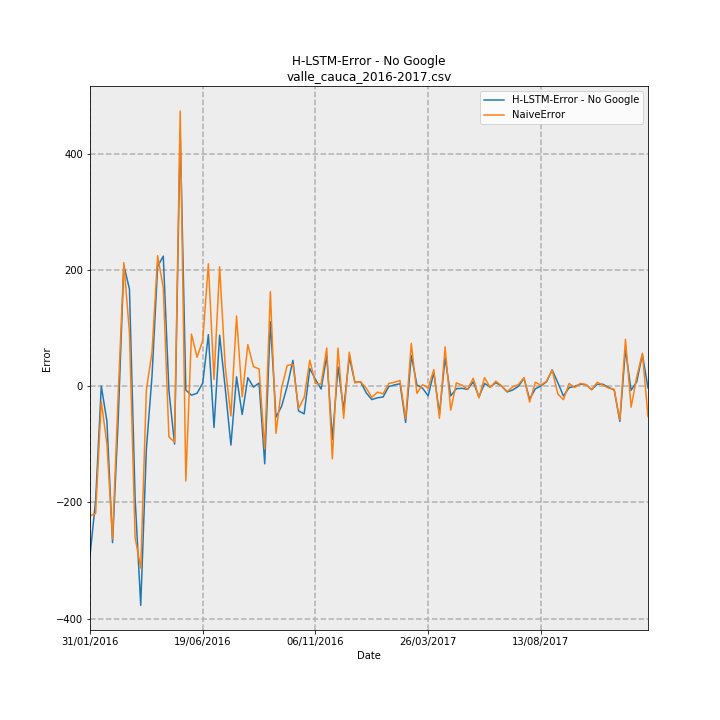 H-LSTM-Error - No Google
valle_cauca_2016-2017.csv
H-LSTM-Error - No Google
NaiveError
400
200
0
−200
−400
Error
31/01/2016
19/06/2016
06/11/2016
26/03/2017
13/08/2017
Date